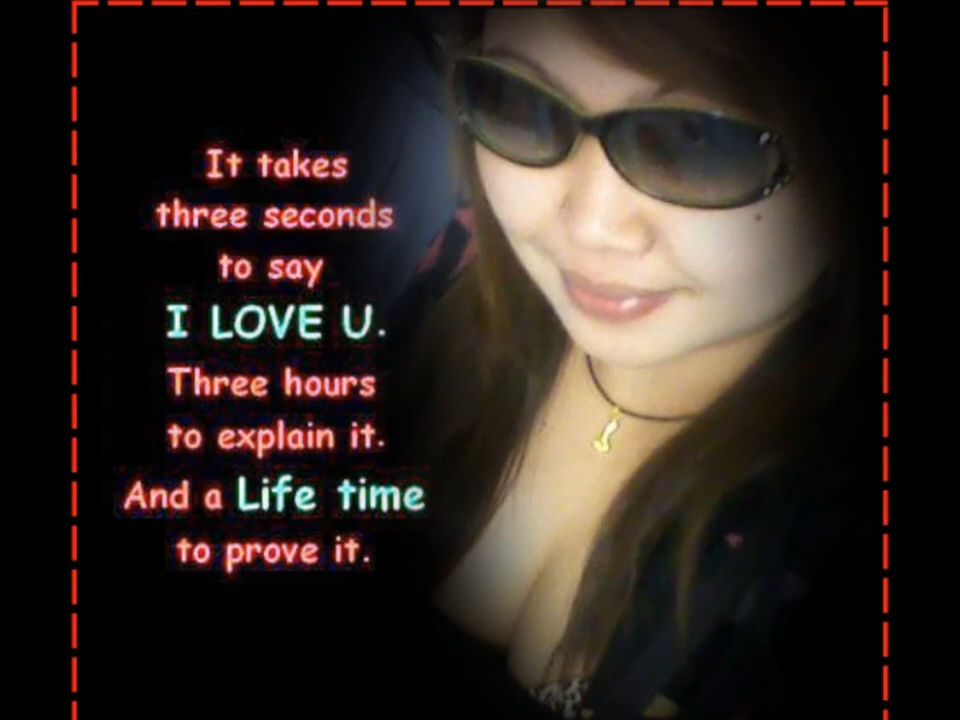 It takes
three seconds
to say
I LOVE U.
Three hours
to explain it.
And a Life time
to prove it.